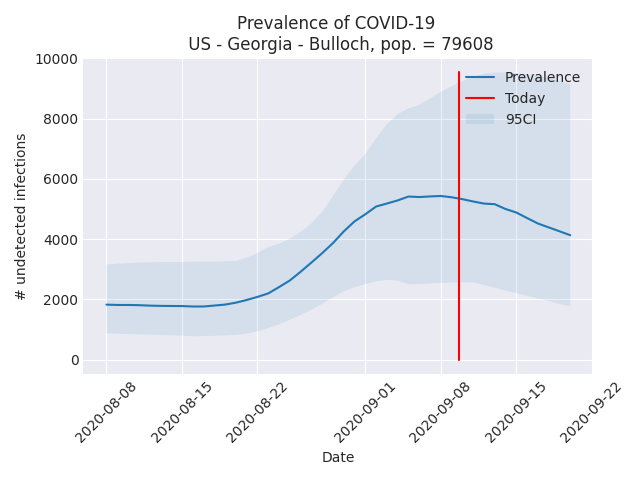 Prevalence of COVID-19
US - Georgia - Bulloch, pop. = 79608
Prevalence
Today
95CI
10000
8000
6000
4000
2000
0
# undetected infections
2020-08-08
2020-08-15
2020-08-22
2020-09-01
2020-09-08
2020-09-15
2020-09-22
Date